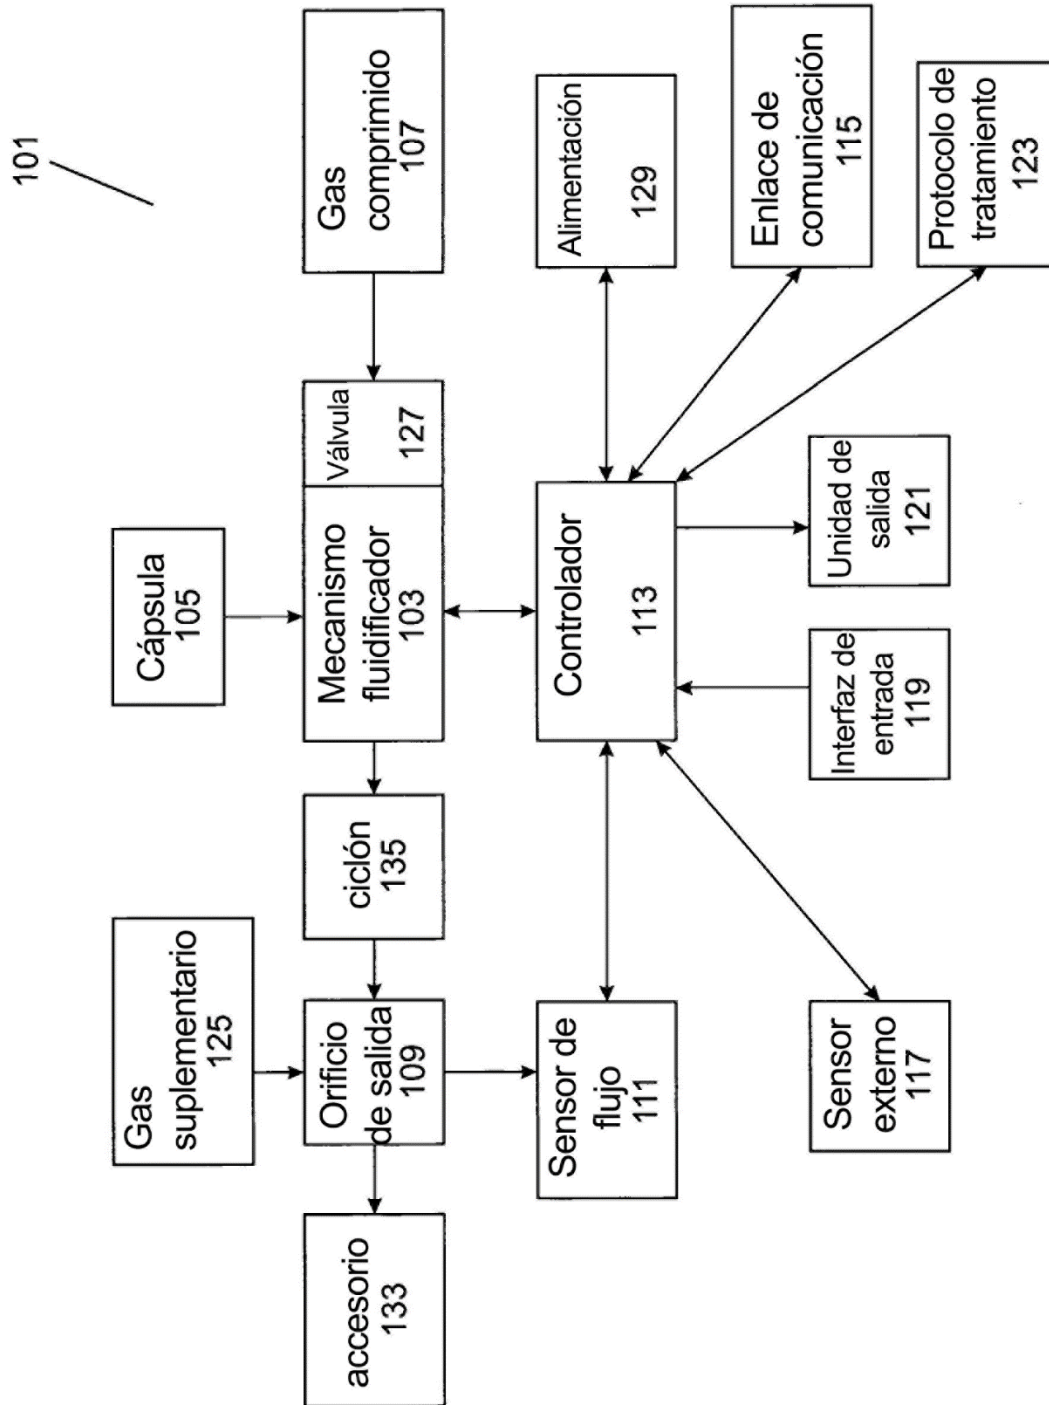 101
Gas
suplementario
125
Cápsula
105
accesorio
133
Orificio
de salida
109
ciclón
135
Mecanismo
fluidificador
103
Válvula
127
Gas
comprimido
107
Sensor de
flujo
111
Controlador
113
Alimentación
129
Enlace de
comunicación
115
Sensor
externo
117
Interfaz de
entrada
119
Unidad de
salida
121
Protocolo de
tratamiento
123